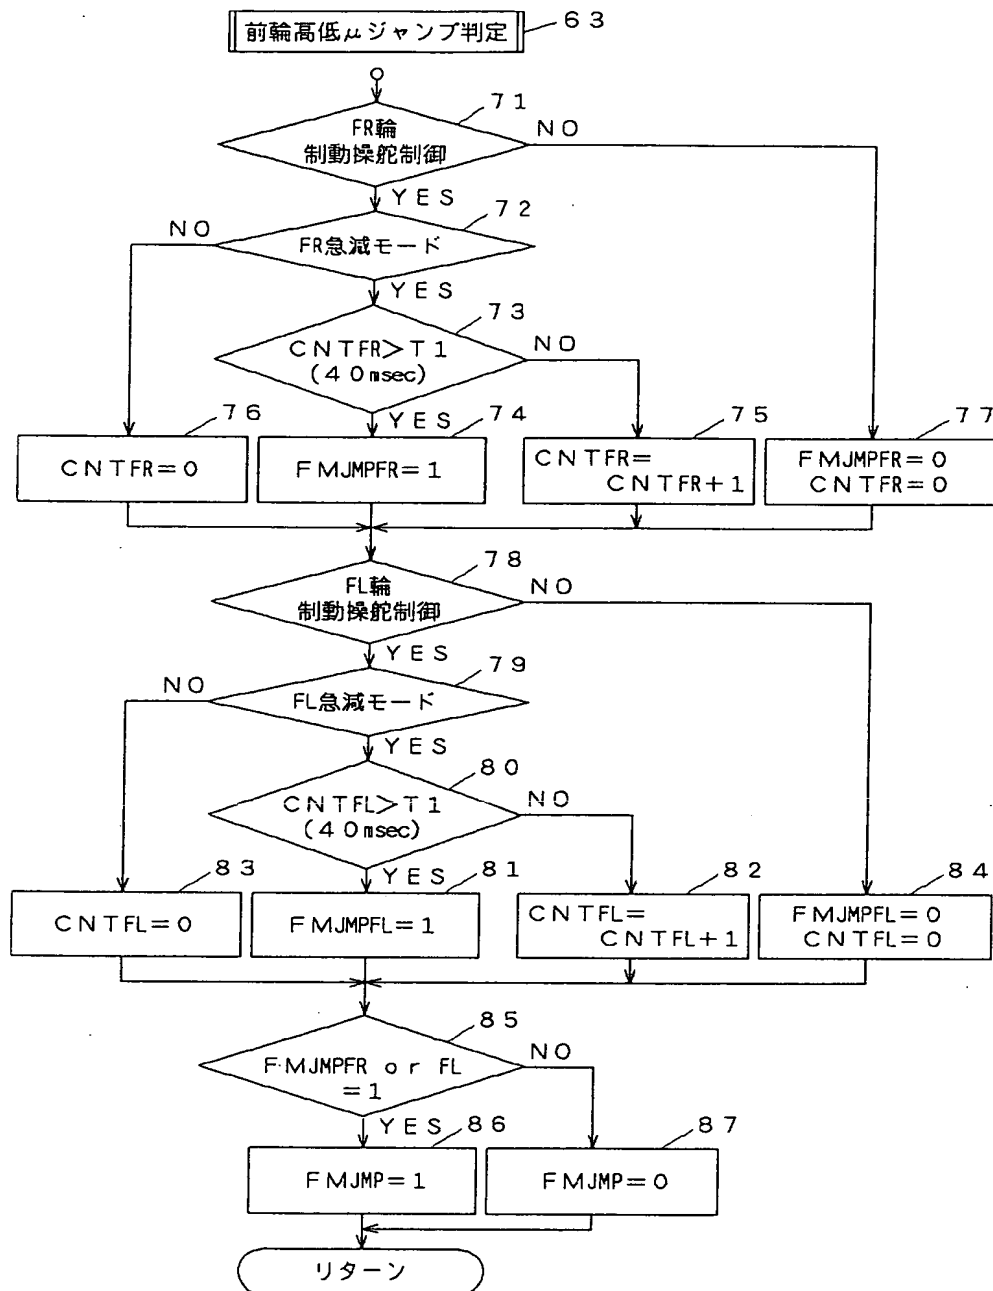 前輪高低μジャンプ判定
63
71
FR輪
制動操舵制御
NO
YES
72
NO
FR急減モード
YES
73
CNTFR>T1
(40msec)
NO
YES
76
74
75
77
CNTFR=0
FMJMPFR=1
CNTFR=
CNTFR+1
FMJMPFR=0
CNTFR=0
78
FL輪
制動操舵制御
NO
YES
79
NO
FL急減モード
YES
80
CNTFL>T1
(40msec)
NO
YES
83
81
82
84
CNTFL=0
FMJMPFL=1
CNTFL=
CNTFL+1
FMJMPFL=0
CNTFL=0
85
FMJMPFR or FL
=1
NO
YES
86
87
FMJMP=1
FMJMP=0
リターン